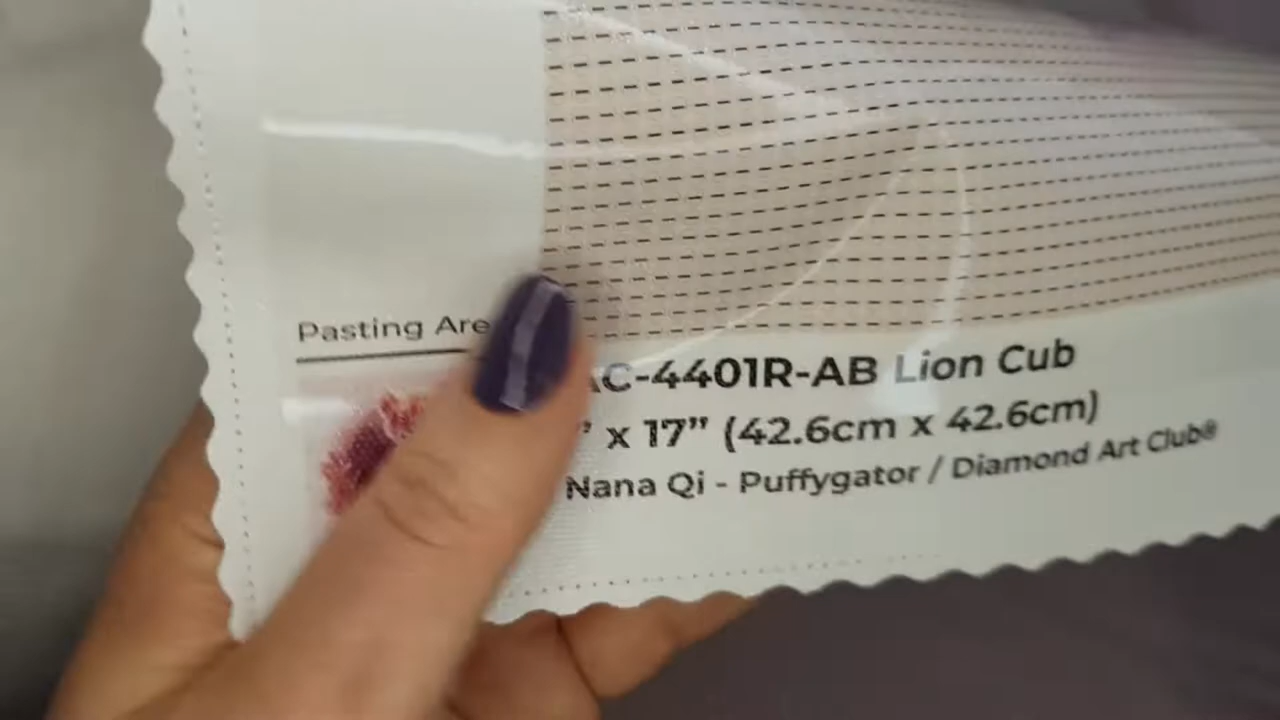 Pasting Are
AC-4401R-AB Lion Cub
” x 17” (42.6cm x 42.6cm)
Nana Qi - Puffygator / Diamond Art Club®